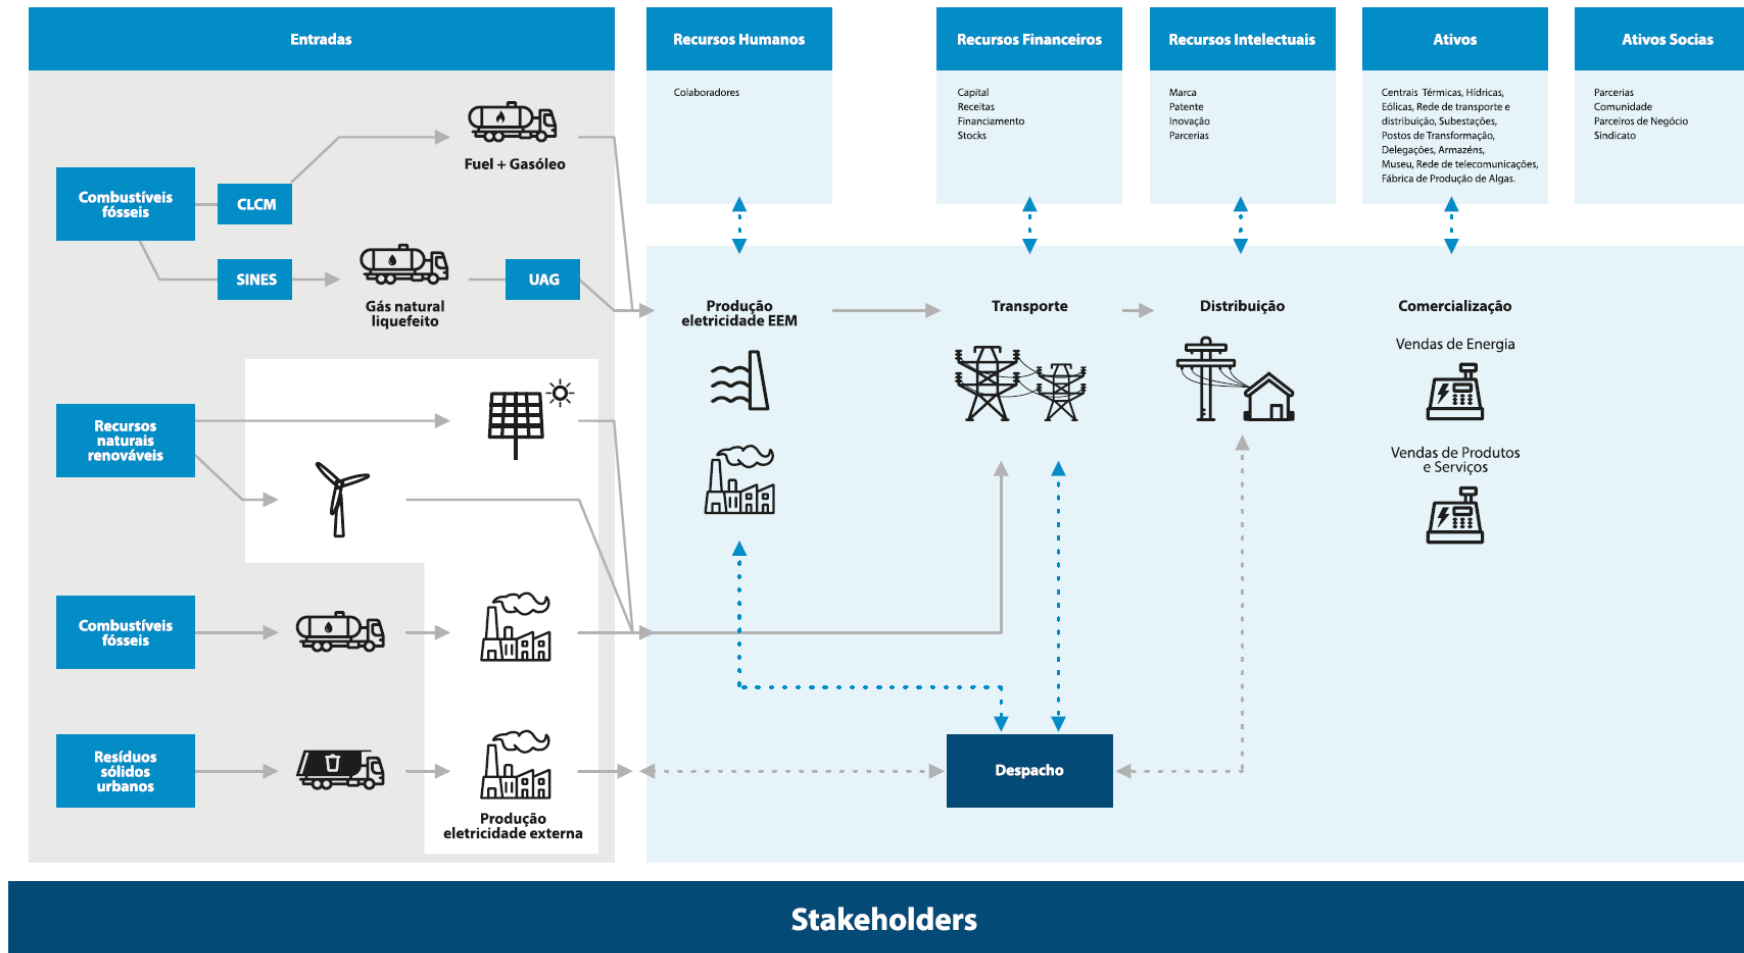 Entradas
Recursos Humanos
Recursos Financeiros
Recursos Intelectuais
Ativos
Ativos Socias
Colaboradores
Capital
Receitas
Financiamento
Stocks
Marca
Patente
Inovação
Parcerias
Centrais Térmicas, Hídricas,
Eólicas, Rede de transporte e
distribuição, Subestações,
Postos de Transformação,
Delegações, Armazéns,
Museu, Rede de telecomunicações,
Fábrica de Produção de Algas.
Parcerias
Comunidade
Parceiros de Negócio
Sindicato
Combustíveis
fósseis
CLCM
Fuel + Gasóleo
SINES
Gás natural
liquefeito
UAG
Produção
eletricidade EEM
Transporte
Distribuição
Comercialização
Vendas de Energia
Vendas de Produtos
e Serviços
Recursos
naturais
renováveis
Combustíveis
fósseis
Resíduos
sólidos
urbanos
Produção
eletricidade externa
Despacho
Stakeholders